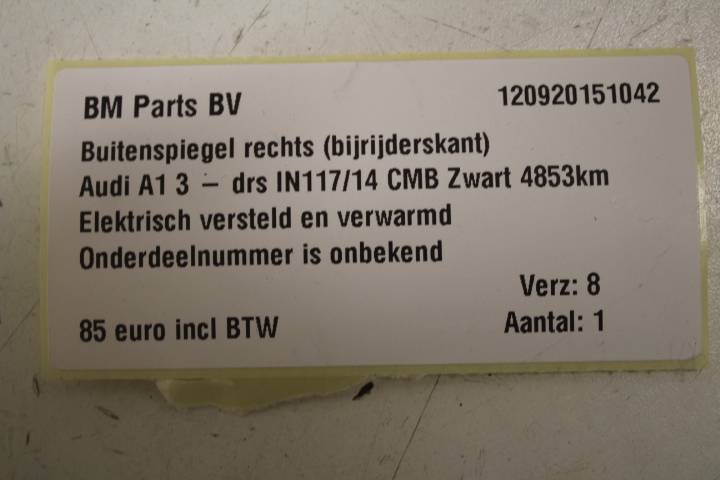 BM Parts BV 120920151042
Buitenspiegel rechts (bijrijderskant)
Audi A1 3 – drs IN117/14 CMB Zwart 4853km
Elektrisch versteld en verwarmd
Onderdeelnummer is onbekend
Verz: 8
85 euro incl BTW Aantal: 1